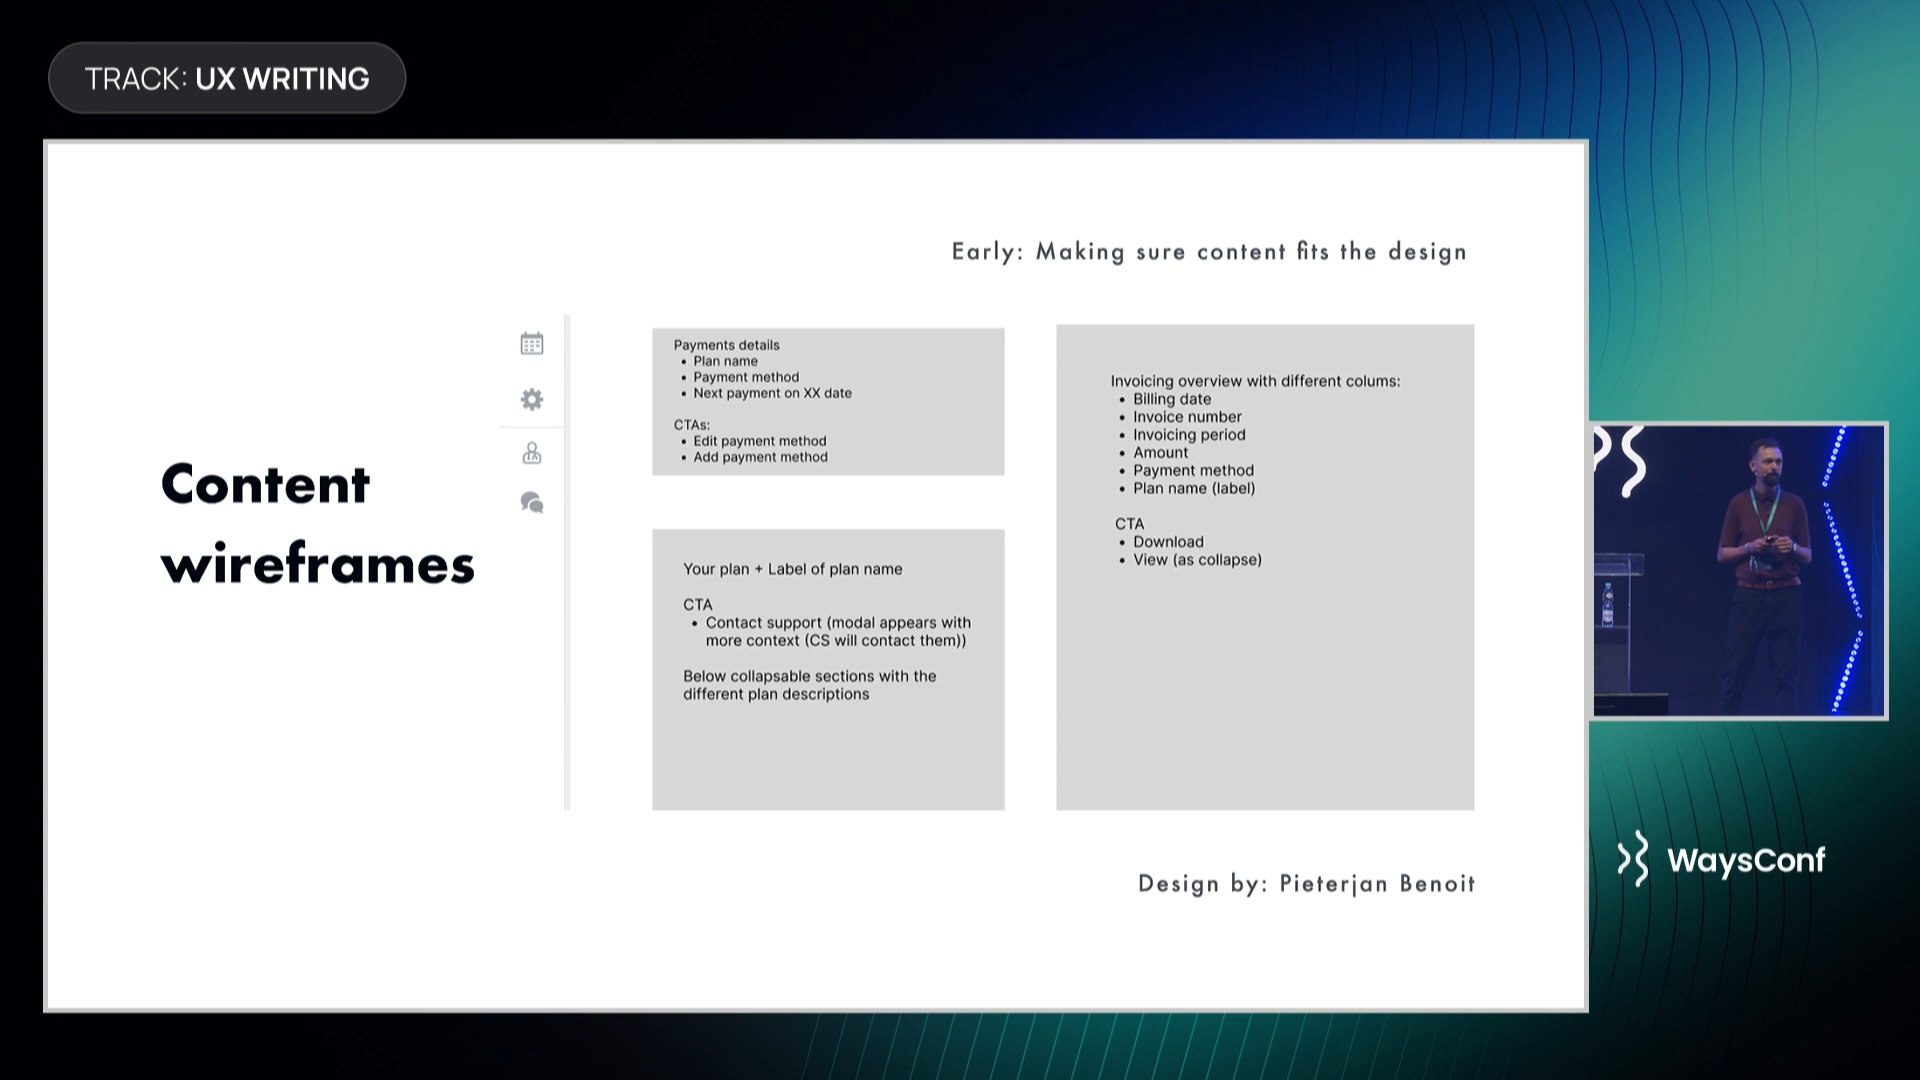 TRACK: UX WRITING
Early: Making sure content fits the design
Content
wireframes
Payments details
• Plan name
• Payment method
• Next payment on XX date
CTAs:
• Edit payment method
• Add payment method
Your plan + Label of plan name
CTA
• Contact support (modal appears with
more context (CS will contact them))
Below collapsable sections with the
different plan descriptions
Invoicing overview with different colums:
• Billing date
• Invoice number
• Invoicing period
• Amount
• Payment method
• Plan name (label)
CTA
• Download
• View (as collapse)
Design by: Pieterjan Benoit
WaysConf